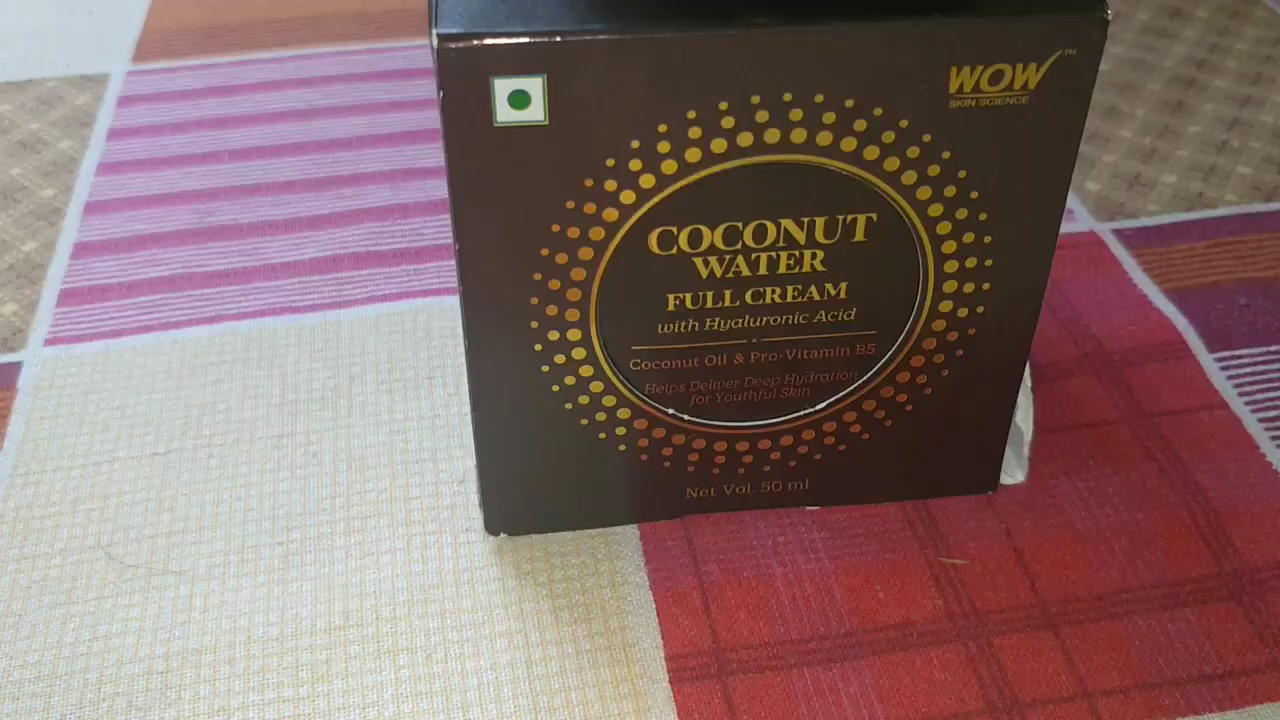 WOW™
SKIN SCIENCE
COCONUT
WATER
FULL CREAM
with Hyaluronic Acid
Coconut Oil & Pro-Vitamin B5
Helps Deliver Deep Hydration
for Youthful Skin
Net Vol. 50 ml